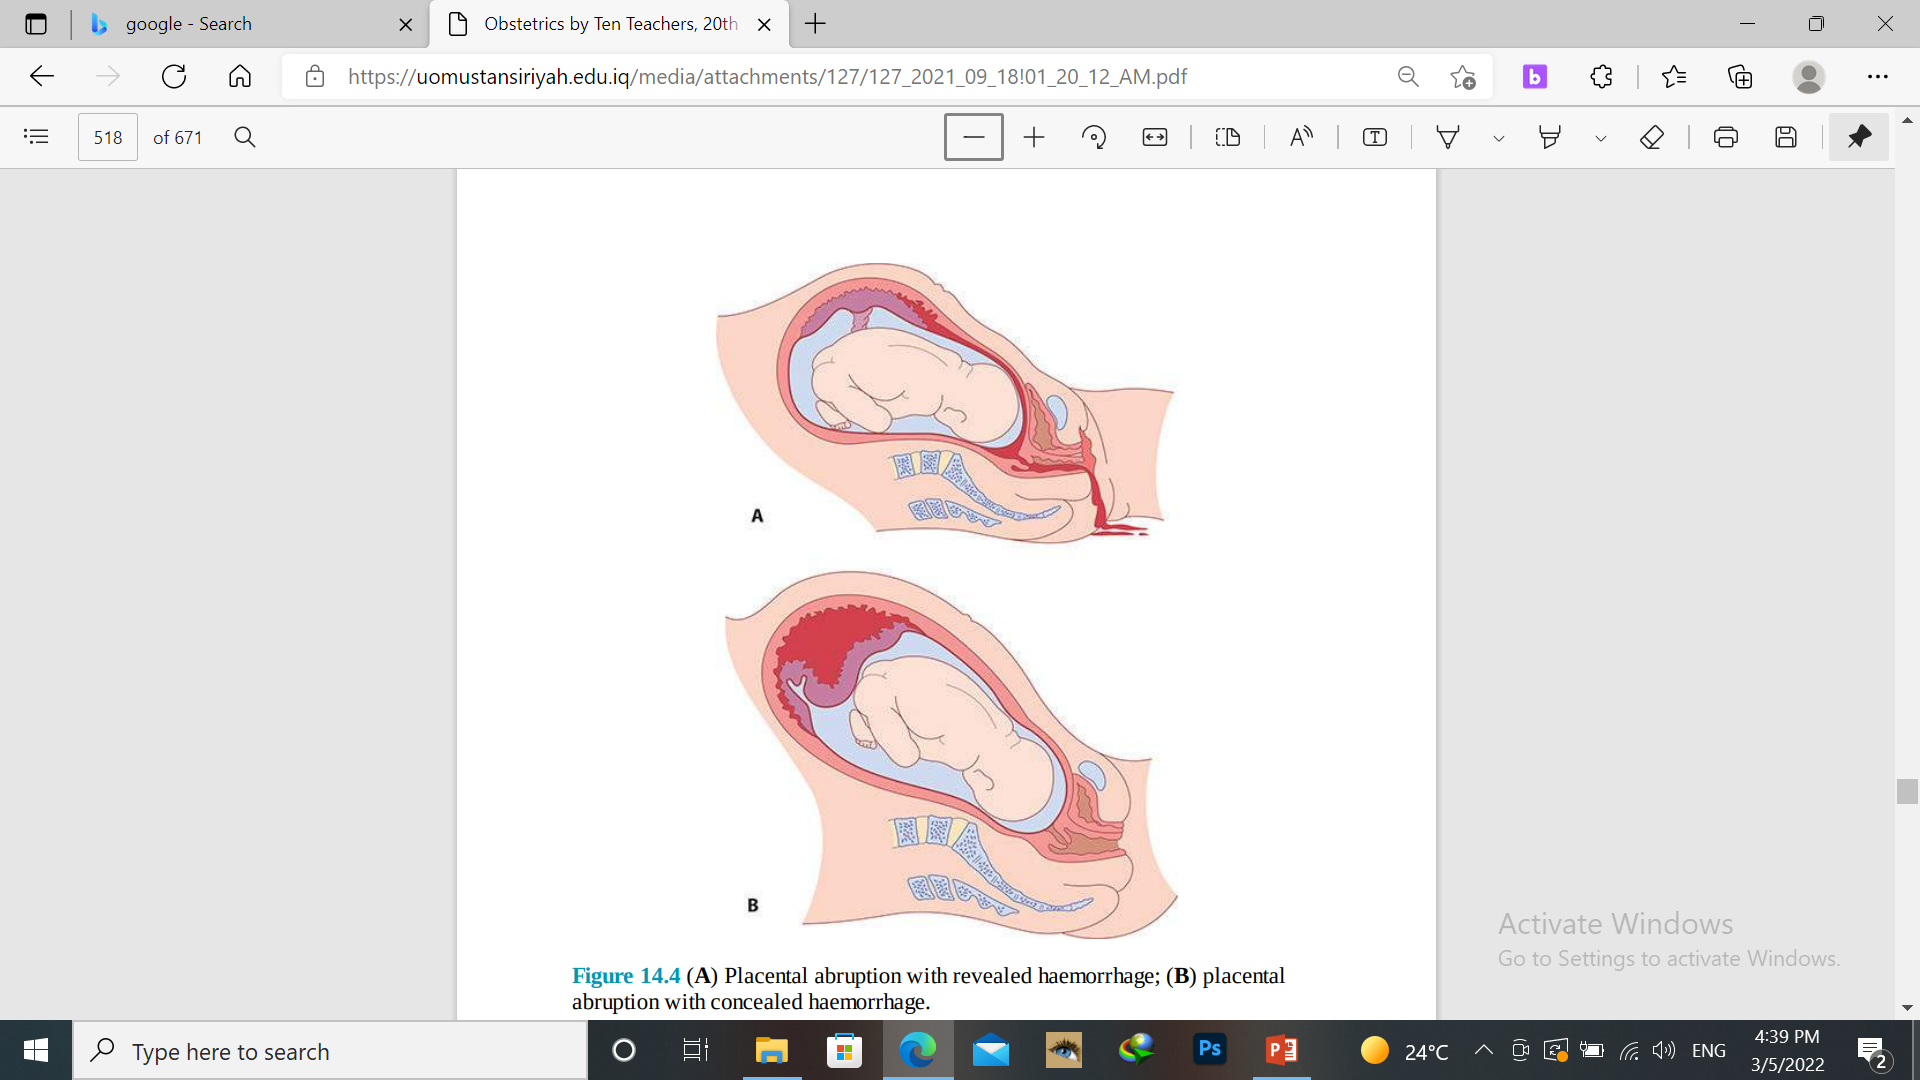 google - Search
Obstetrics by Ten Teachers, 20th
https://uomustansiriyah.edu.iq/media/attachments/127/127_2021_09_18!01_20_12_AM.pdf
b
518 of 671
A
B
Figure 14.4 (A) Placental abruption with revealed haemorrhage; (B) placental
abruption with concealed haemorrhage.
Activate Windows
Go to Settings to activate Windows.
Type here to search
Ps
P
24°C
ENG
4:39 PM
3/5/2022
2